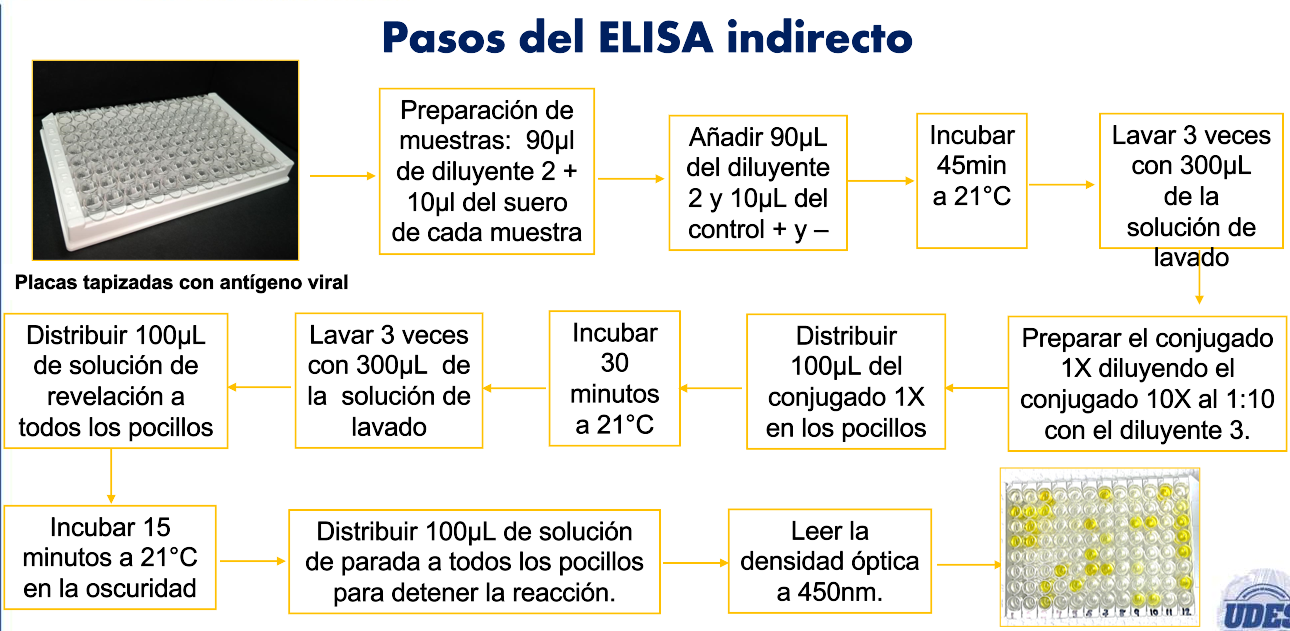 Pasos del ELISA indirecto
Preparación de
muestras: 90µl
de diluyente 2 +
10µl del suero
de cada muestra
Añadir 90µL
del diluyente
2 y 10µL del
control + y –
Incubar
45min
a 21°C
Lavar 3 veces
con 300µL
de la
solución de
lavado
Placas tapizadas con antígeno viral
Preparar el conjugado
1X diluyendo el
conjugado 10X al 1:10
con el diluyente 3.
Distribuir
100µL del
conjugado 1X
en los pocillos
Incubar
30
minutos
a 21°C
Lavar 3 veces
con 300µL de
la solución de
lavado
Distribuir 100µL
de solución de
revelación a
todos los pocillos
Incubar 15
minutos a 21°C
en la oscuridad
Distribuir 100µL de solución
de parada a todos los pocillos
para detener la reacción.
Leer la
densidad óptica
a 450nm.
9 10 11 12
UDES